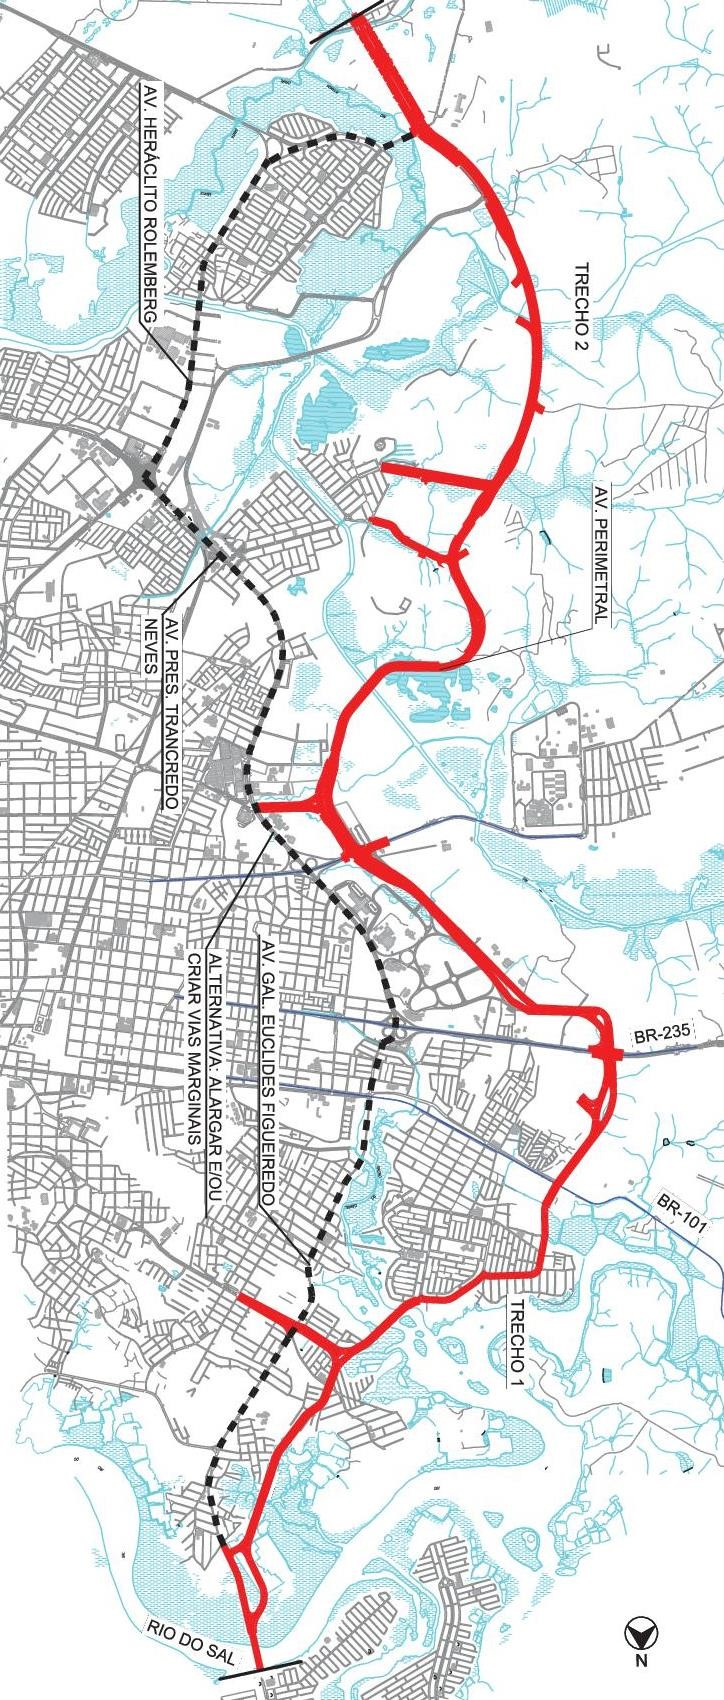 AV. HERÁCLITO ROLEMBERG
TRECHO 2
AV. PERIMETRAL
AV. PRES. TRANCREDO
NEVES
AV. GAL. EUCLIDES FIGUEIREDO
ALTERNATIVA: ALARGAR E/OU
CRIAR VIAS MARGINAIS
BR-235
BR-101
TRECHO 1
RIO DO SAL
N